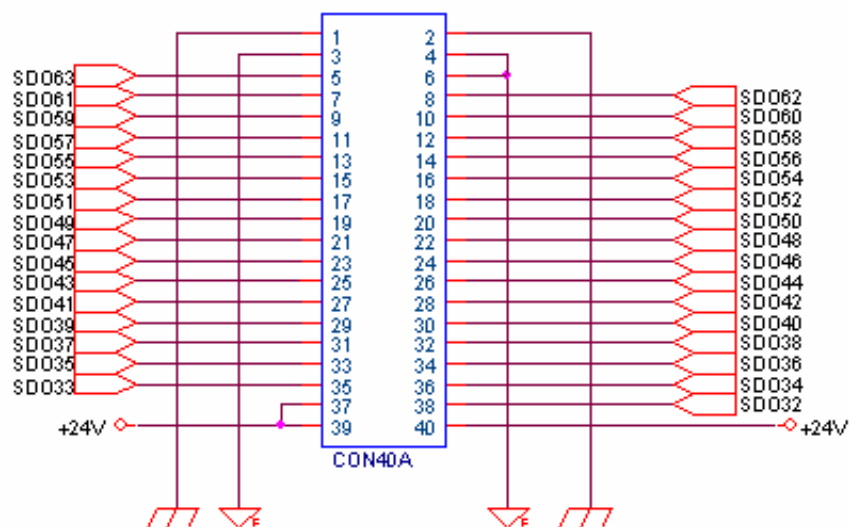 1 2
3 4
SDO63 5 6
SDO61 7 8 SDO62
SDO59 9 10 SDO60
SDO57 11 12 SDO58
SDO55 13 14 SDO56
SDO53 15 16 SDO54
SDO51 17 18 SDO52
SDO49 19 20 SDO50
SDO47 21 22 SDO48
SDO45 23 24 SDO46
SDO43 25 26 SDO44
SDO41 27 28 SDO42
SDO39 29 30 SDO40
SDO37 31 32 SDO38
SDO35 33 34 SDO36
SDO33 35 36 SDO34
37 38 SDO32
+24V 39 40 +24V
CON40A